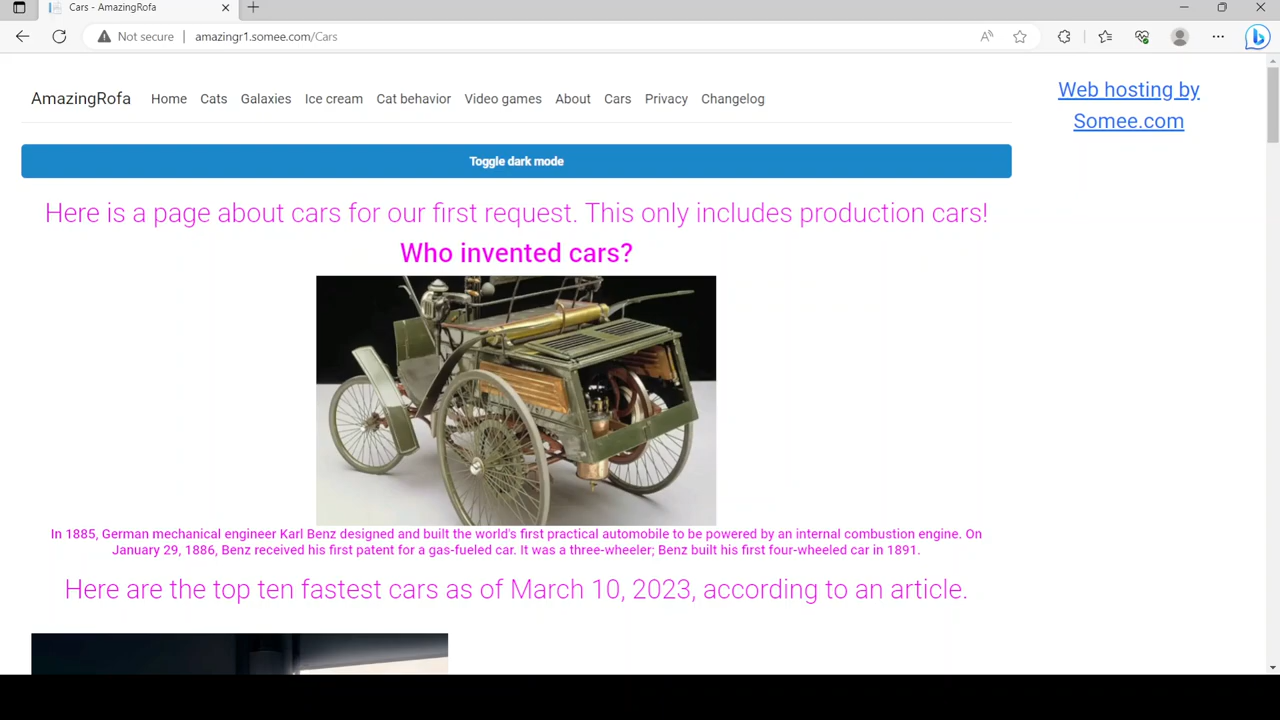 Cars - AmazingRofa
Not secure
amazingr1.somee.com/Cars
AmazingRofa Home Cats Galaxies Ice cream Cat behavior Video games About Cars Privacy Changelog
Web hosting by
Somee.com
Toggle dark mode
Here is a page about cars for our first request. This only includes production cars!
Who invented cars?
In 1885, German mechanical engineer Karl Benz designed and built the world's first practical automobile to be powered by an internal combustion engine. On
January 29, 1886, Benz received his first patent for a gas-fueled car. It was a three-wheeler; Benz built his first four-wheeled car in 1891.
Here are the top ten fastest cars as of March 10, 2023, according to an article.